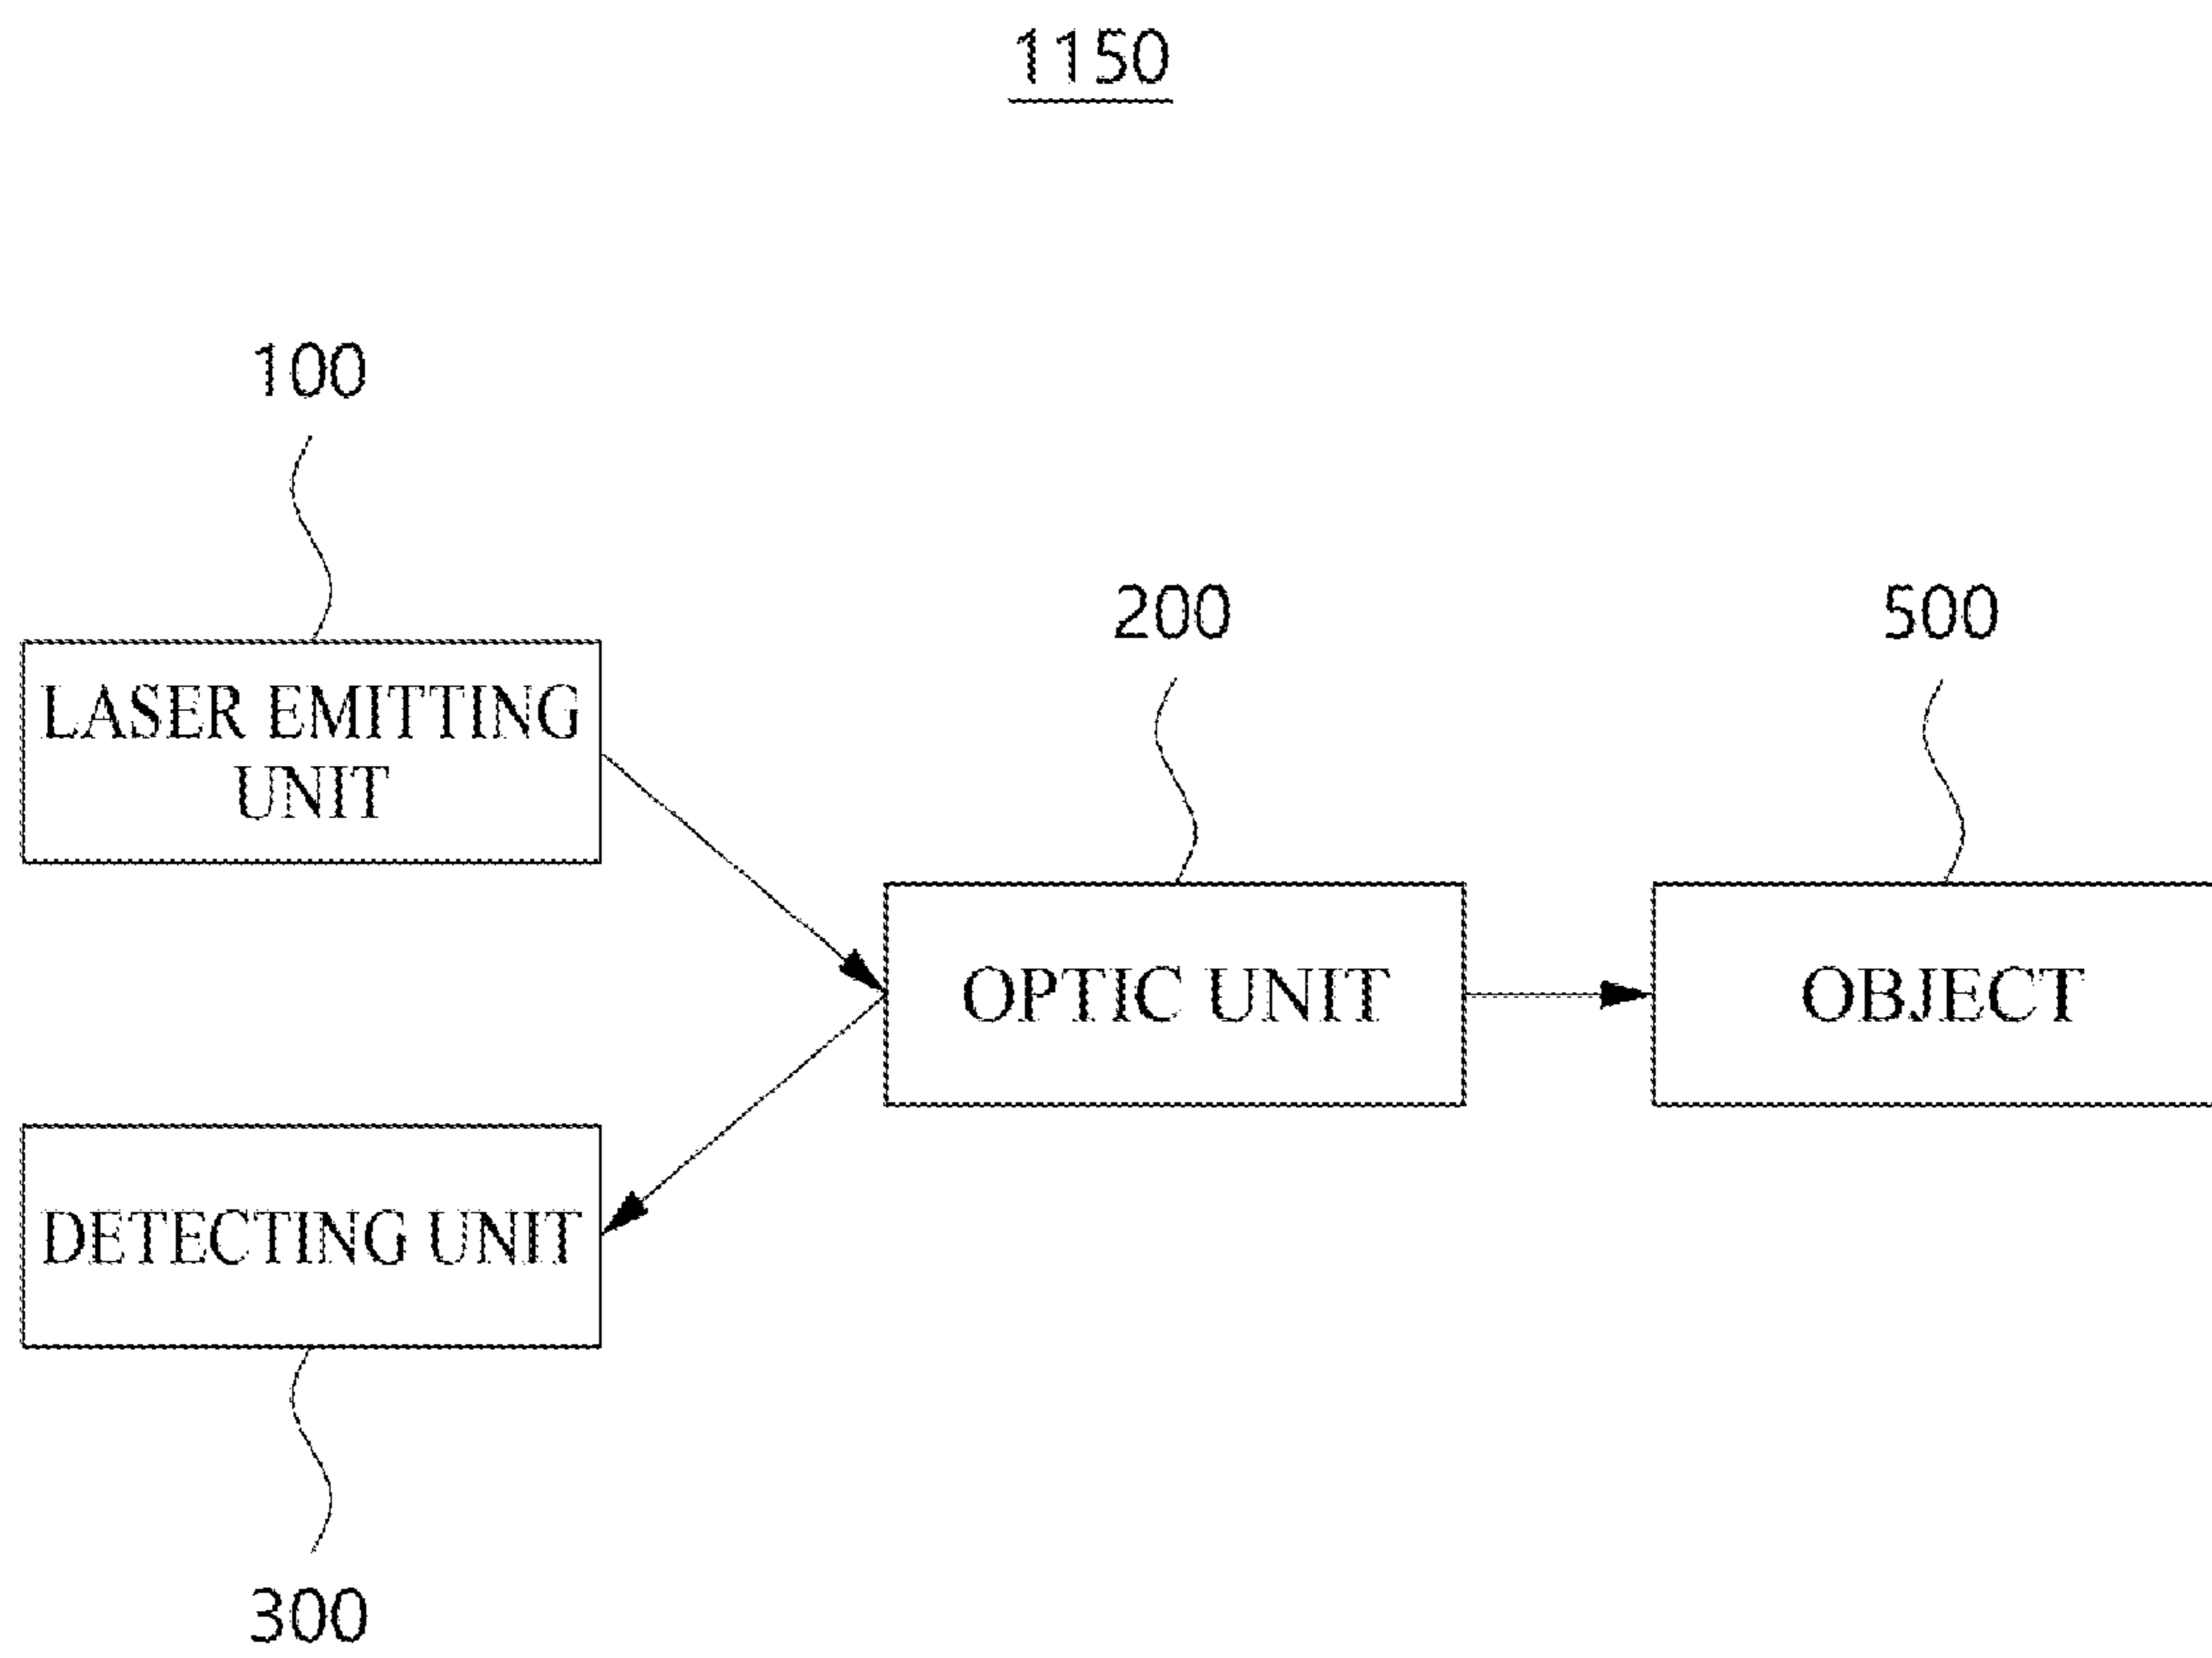 1150
100
LASER EMITTING
UNIT
200
OPTIC UNIT
500
OBJECT
DETECTING UNIT
300